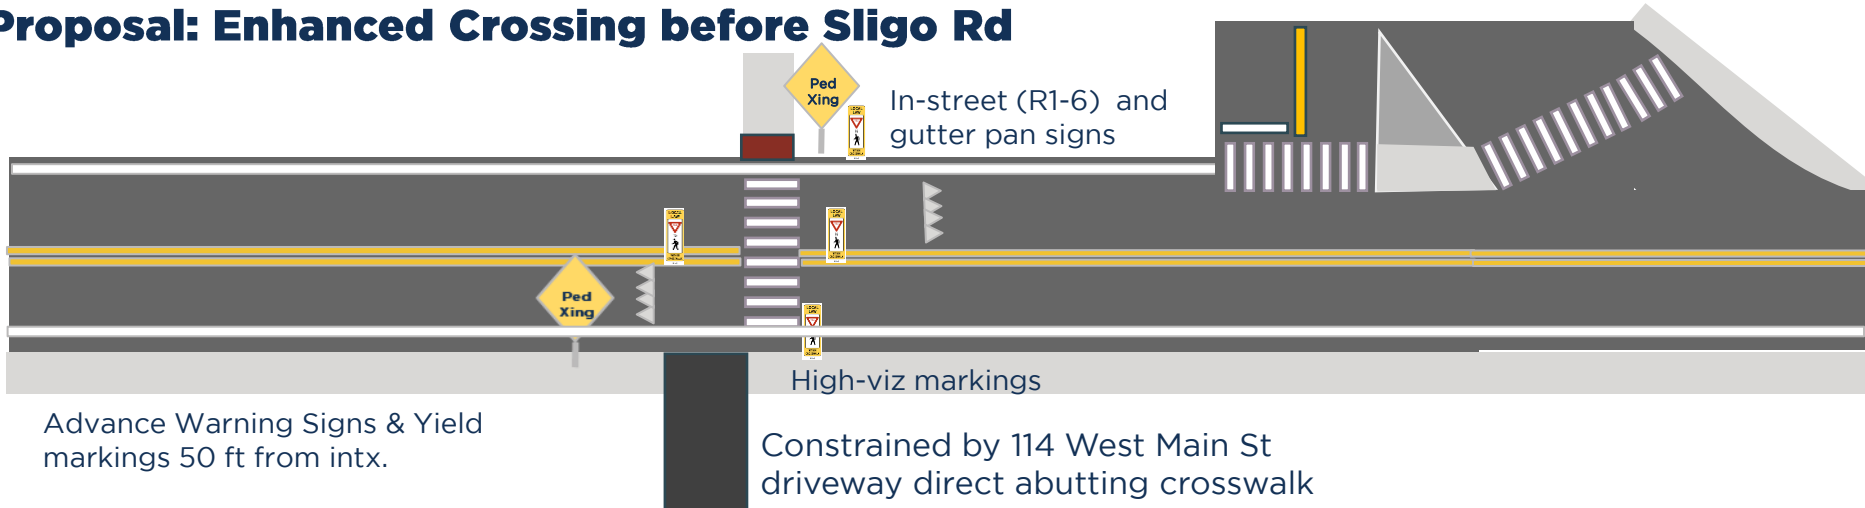 Proposal: Enhanced Crossing before Sligo Rd
Ped
Xing
In-street (R1-6) and
gutter pan signs
Ped
Xing
High-viz markings
Advance Warning Signs & Yield
markings 50 ft from intx.
Constrained by 114 West Main St
driveway direct abutting crosswalk